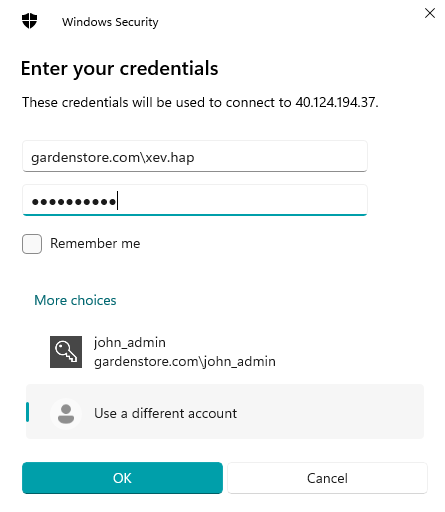 Windows Security
Enter your credentials
These credentials will be used to connect to 40.124.194.37.
gardenstore.com\xev.hap
●●●●●●●●●●
Remember me
More choices
john_admin
gardenstore.com\john_admin
Use a different account
OK
Cancel